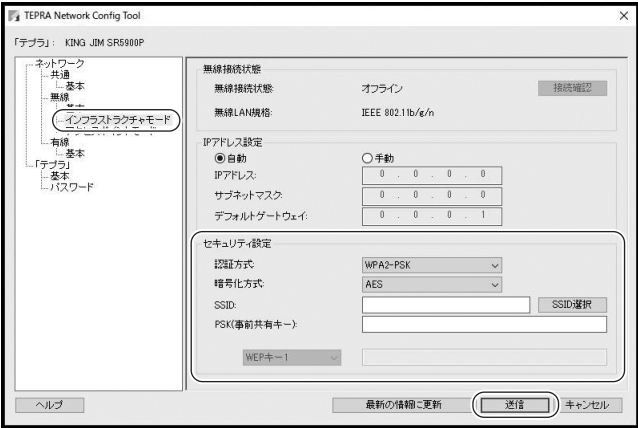 TEPRA Network Config Tool
「テプラ」: KING JIM SR5900P
ネットワーク
共通
基本
無線
インフラストラクチャモード
有線
基本
「テプラ」
基本
パスワード
無線接続状態
無線接続状態: オフライン 接続確認
無線LAN規格: IEEE 802.11b/g/n
IPアドレス設定
自動 手動
IPアドレス: 0 . 0 . 0 . 0
サブネットマスク: 0 . 0 . 0 . 0
デフォルトゲートウェイ: 0 . 0 . 0 . 1
セキュリティ設定
認証方式: WPA2-PSK
暗号化方式: AES
SSID: SSID選択
PSK(事前共有キー):
WEPキー1
ヘルプ 最新の情報に更新 送信 キャンセル